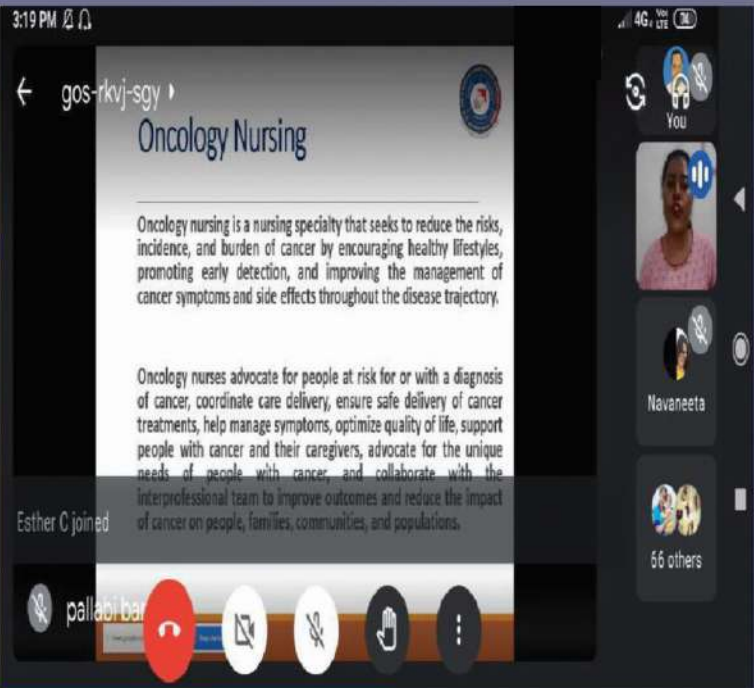 3:19 PM
4G VoI LTE 74
gos-rkvj-sgy
You
Oncology Nursing
Oncology nursing is a nursing specialty that seeks to reduce the risks,
incidence, and burden of cancer by encouraging healthy lifestyles,
promoting early detection, and improving the management of
cancer symptoms and side effects throughout the disease trajectory.
Oncology nurses advocate for people at risk for or with a diagnosis
of cancer, coordinate care delivery, ensure safe delivery of cancer
treatments, help manage symptoms, optimize quality of life, support
people with cancer and their caregivers, advocate for the unique
needs of people with cancer, and collaborate with the
interprofessional team to improve outcomes and reduce the impact
of cancer on people, families, communities, and populations.
Navaneeta
66 others
Esther C joined
pallabi bar